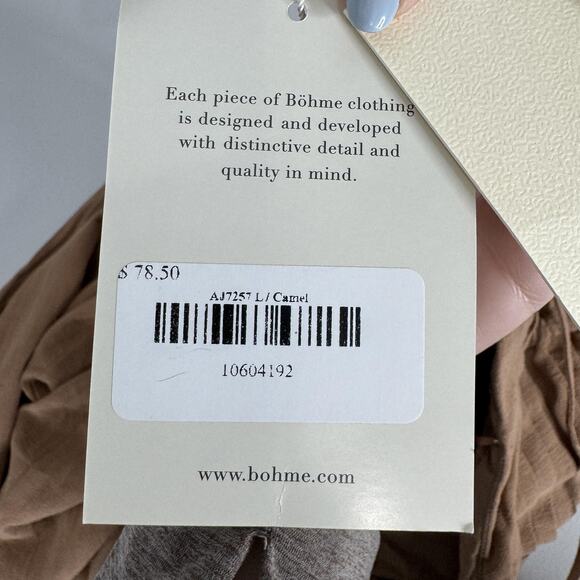 Each piece of Böhme clothing
is designed and developed
with distinctive detail and
quality in mind.
$ 78.50
AJ7257 L / Camel
10604192
www.bohme.com